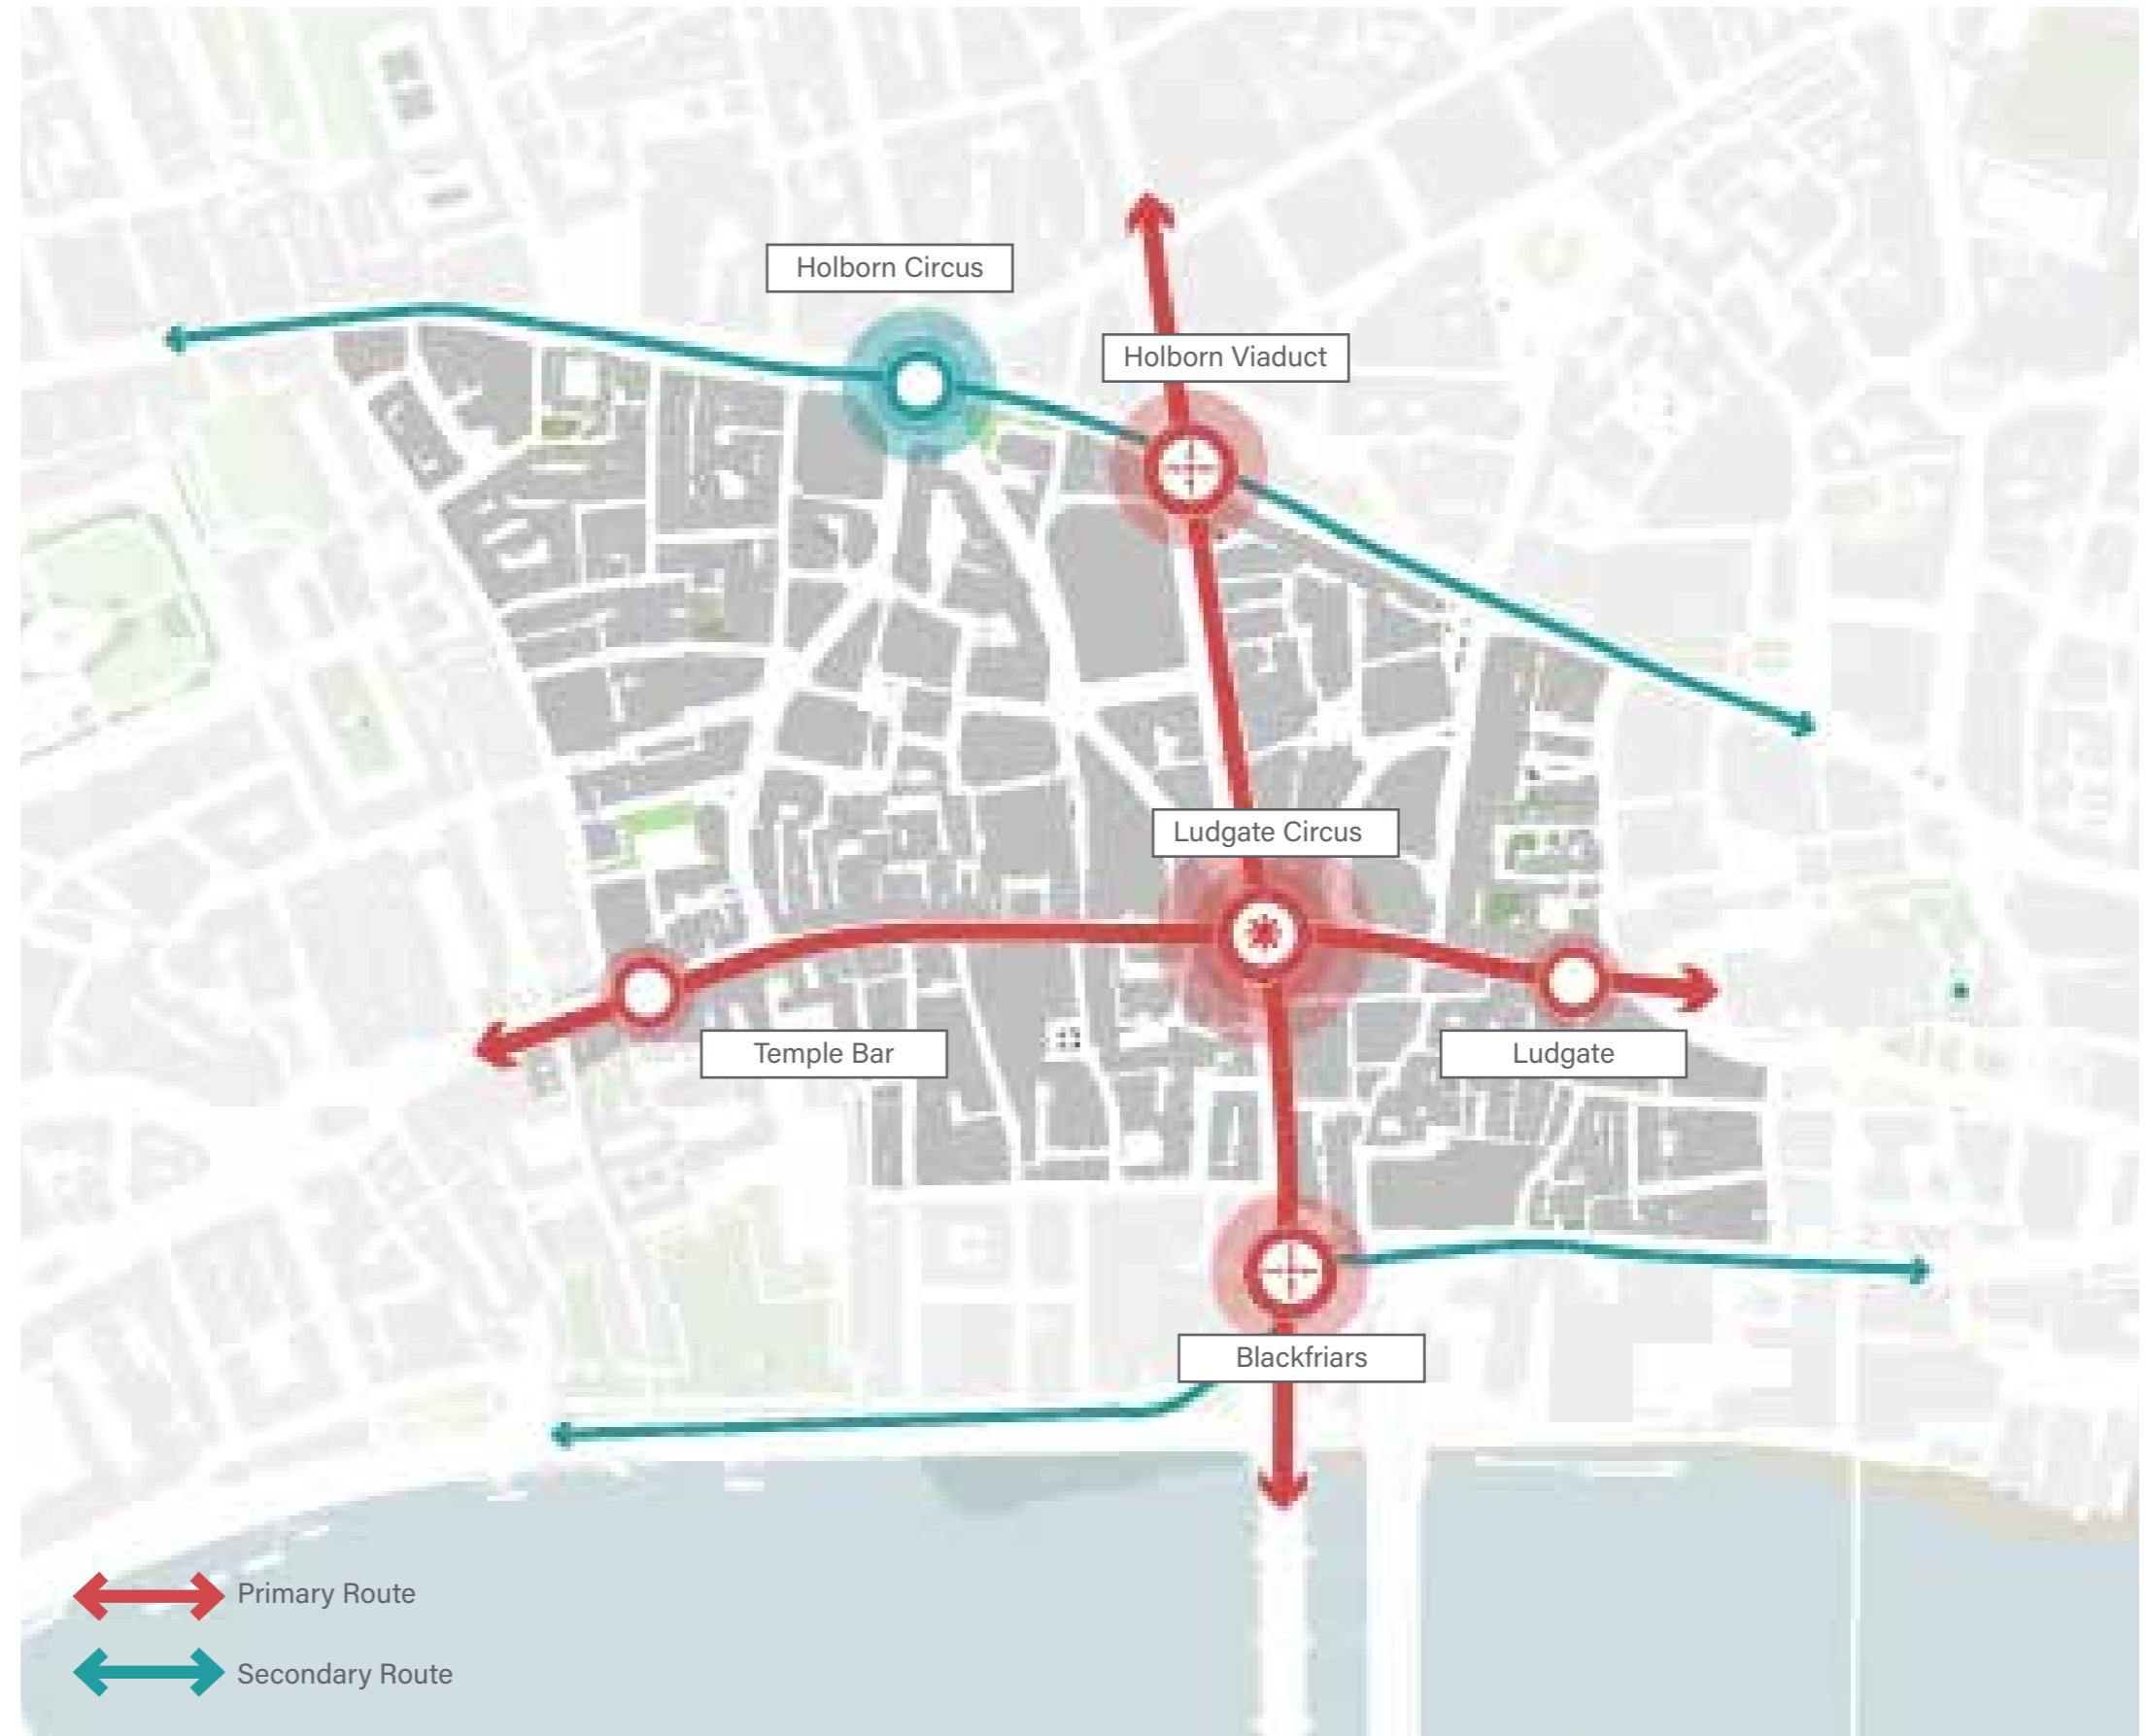 Holborn Circus
Holborn Viaduct
Ludgate Circus
Temple Bar
Ludgate
Blackfriars
Primary Route
Secondary Route